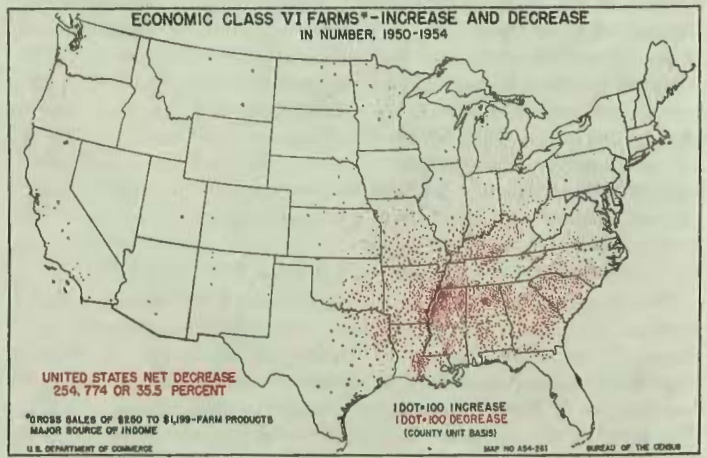 ECONOMIC CLASS VI FARMS*-INCREASE AND DECREASE
IN NUMBER, 1950-1954
UNITED STATES NET DECREASE
254,774 OR 35.5 PERCENT
*GROSS SALES OF $250 TO $1,199-FARM PRODUCTS
MAJOR SOURCE OF INCOME
1 DOT=100 INCREASE
1 DOT=100 DECREASE
(COUNTY UNIT BASIS)
U.S. DEPARTMENT OF COMMERCE
MAP NO A54-261
BUREAU OF THE CENSUS